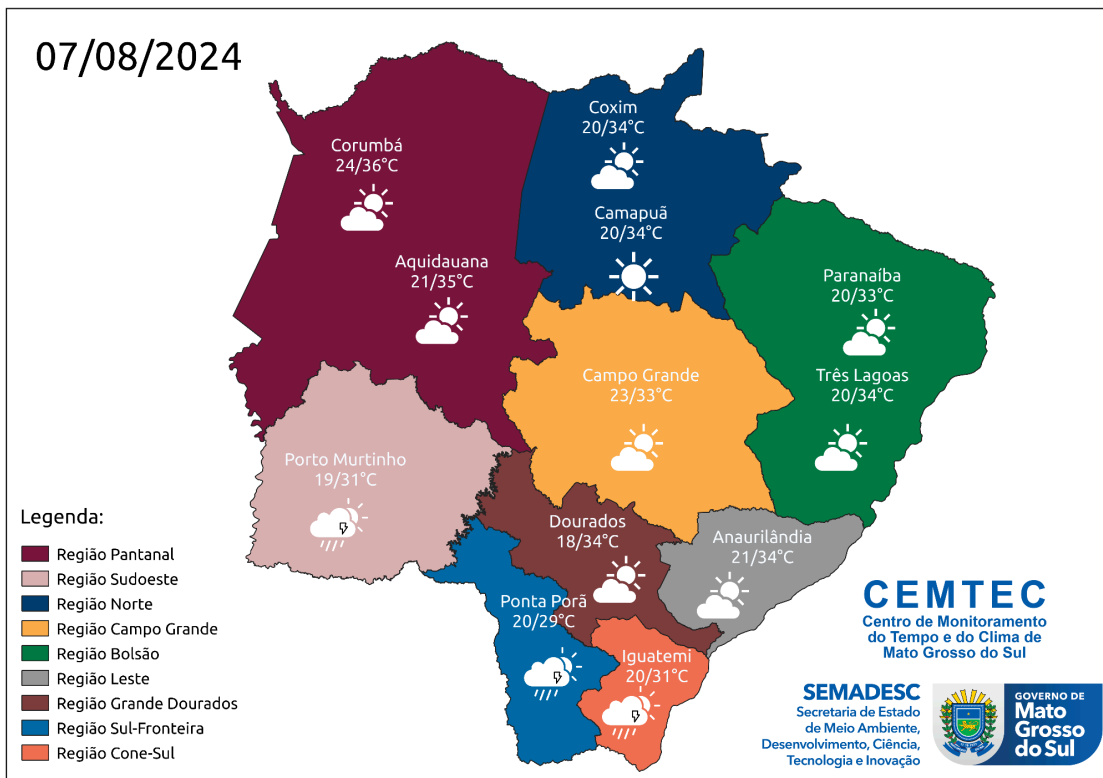 07/08/2024
Coxim
20/34°C
Corumbá
24/36°C
Camapuã
20/34°C
Aquidauana
21/35°C
Paranaíba
20/33°C
Campo Grande
23/33°C
Três Lagoas
20/34°C
Porto Murtinho
19/31°C
Dourados
18/34°C
Anaurilândia
21/34°C
Ponta Porã
20/29°C
Iguatemi
20/31°C
Legenda:
Região Pantanal
Região Sudoeste
Região Norte
Região Campo Grande
Região Bolsão
Região Leste
Região Grande Dourados
Região Sul-Fronteira
Região Cone-Sul
CEMTEC
Centro de Monitoramento
do Tempo e do Clima de
Mato Grosso do Sul
SEMADESC
Secretaria de Estado
de Meio Ambiente,
Desenvolvimento, Ciência,
Tecnologia e Inovação
GOVERNO DE
Mato
Grosso
do Sul